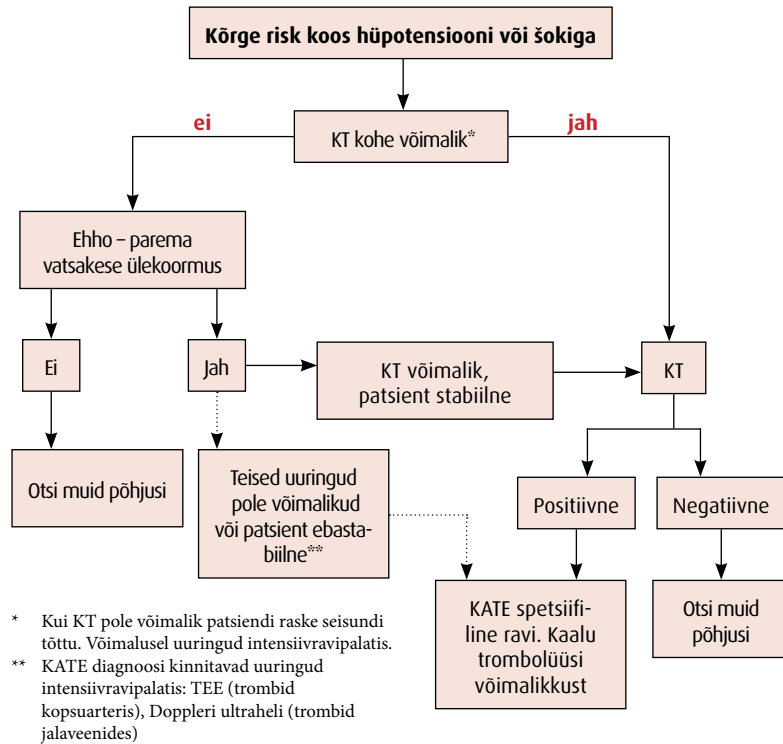 Kõrge risk koos hüpotensiooni või šokiga
ei
jah
KT kohe võimalik*
Ehho – parema
vatsakese ülekoormus
Ei
Jah
KT võimalik,
patsient stabiilne
KT
Otsi muid põhjusi
Teised uuringud
pole võimalikud
või patsient ebasta-
biilne**
Positiivne
Negatiivne
KATE spetsiifi-
line ravi. Kaalu
trombolüüsi
võimalikkust
Otsi muid
põhjusi
* Kui KT pole võimalik patsiendi raske seisundi
tõttu. Võimalusel uuringud intensiivravipalatis.
** KATE diagnoosi kinnitavad uuringud
intensiivravipalatis: TEE (trombid
kopsuarteris), Doppleri ultraheli (trombid
jalaveenides)